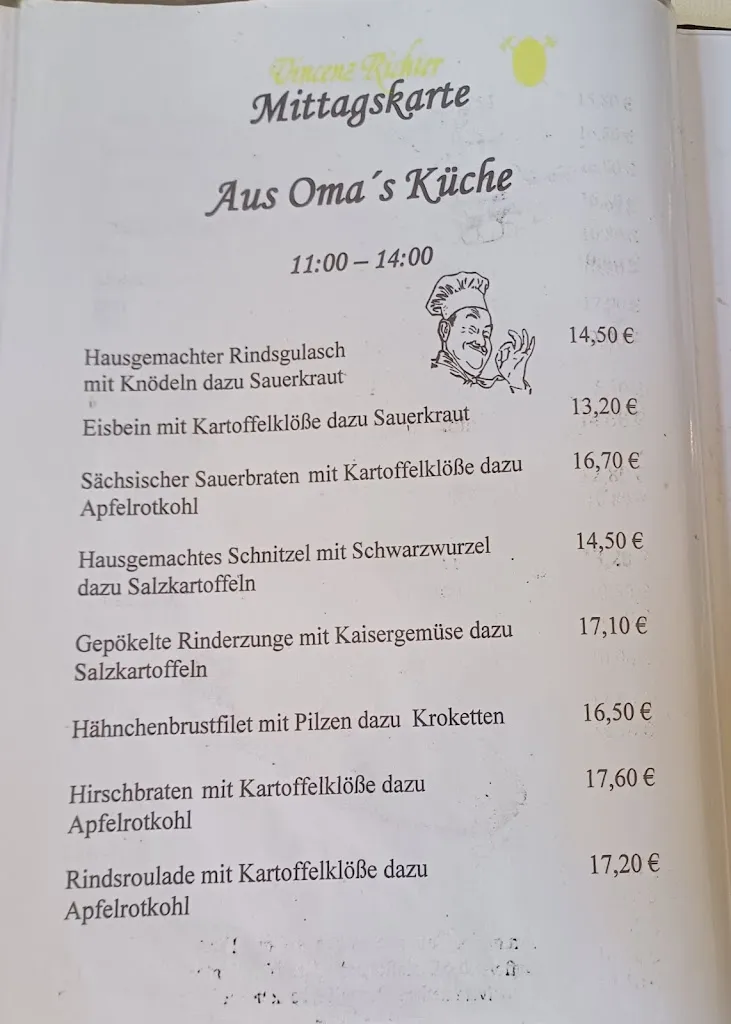 Vincenz Richter
Mittagskarte
Aus Oma´s Küche
11:00 – 14:00
Hausgemachter Rindsgulasch 14,50 €
mit Knödeln dazu Sauerkraut
Eisbein mit Kartoffelklöße dazu Sauerkraut 13,20 €
Sächsischer Sauerbraten mit Kartoffelklöße dazu 16,70 €
Apfelrotkohl
Hausgemachtes Schnitzel mit Schwarzwurzel 14,50 €
dazu Salzkartoffeln
Gepökelte Rinderzunge mit Kaisergemüse dazu 17,10 €
Salzkartoffeln
Hähnchenbrustfilet mit Pilzen dazu Kroketten 16,50 €
Hirschbraten mit Kartoffelklöße dazu 17,60 €
Apfelrotkohl
Rindsroulade mit Kartoffelklöße dazu 17,20 €
Apfelrotkohl